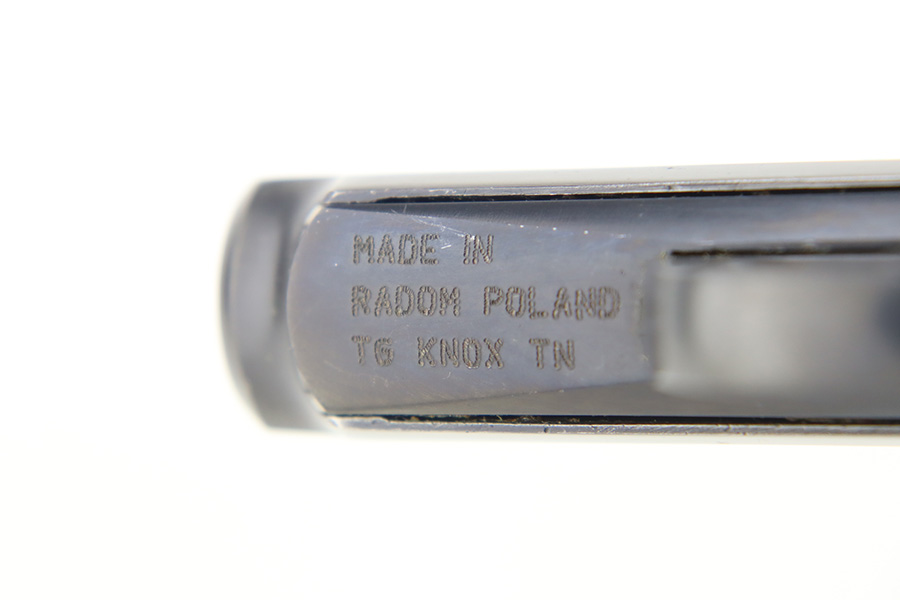 MADE IN
RADOM POLAND
TG KNOX TN